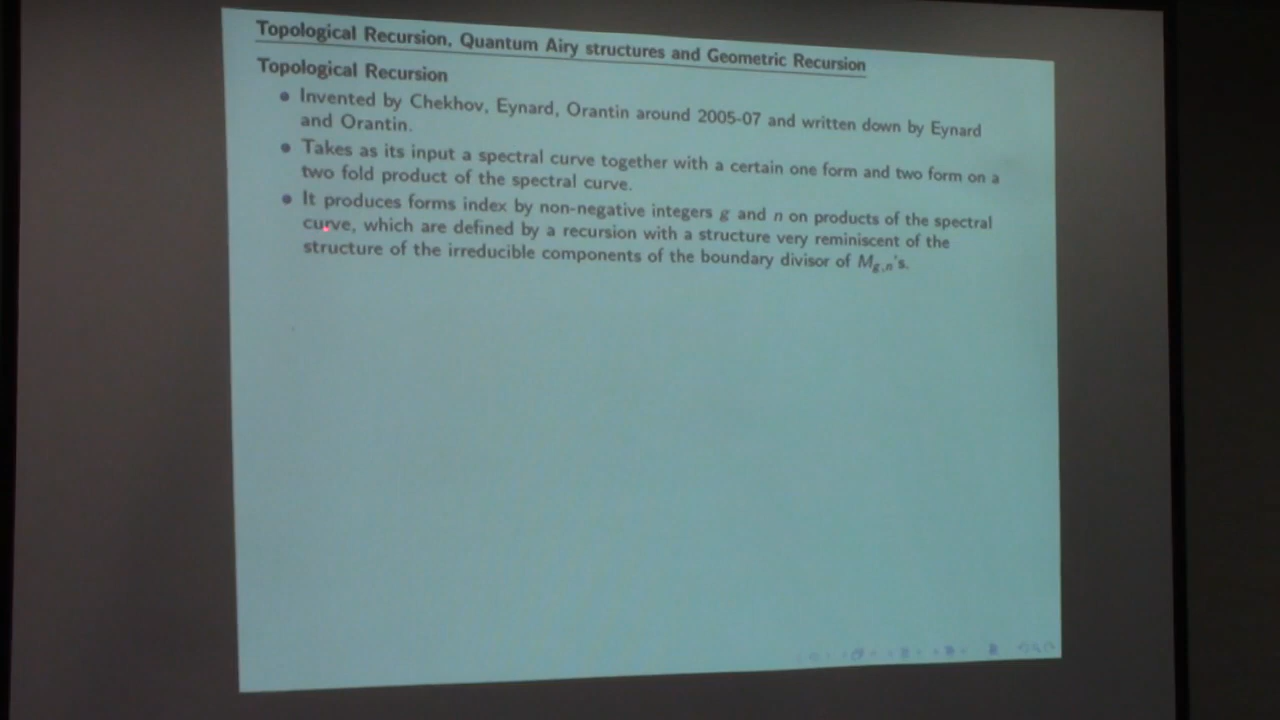 Topological Recursion, Quantum Airy structures and Geometric Recursion
Topological Recursion
• Invented by Chekhov, Eynard, Orantin around 2005-07 and written down by Eynard
and Orantin.
• Takes as its input a spectral curve together with a certain one form and two form on a
two fold product of the spectral curve.
• It produces forms index by non-negative integers g and n on products of the spectral
curve, which are defined by a recursion with a structure very reminiscent of the
structure of the irreducible components of the boundary divisor of M_{g,n}'s.